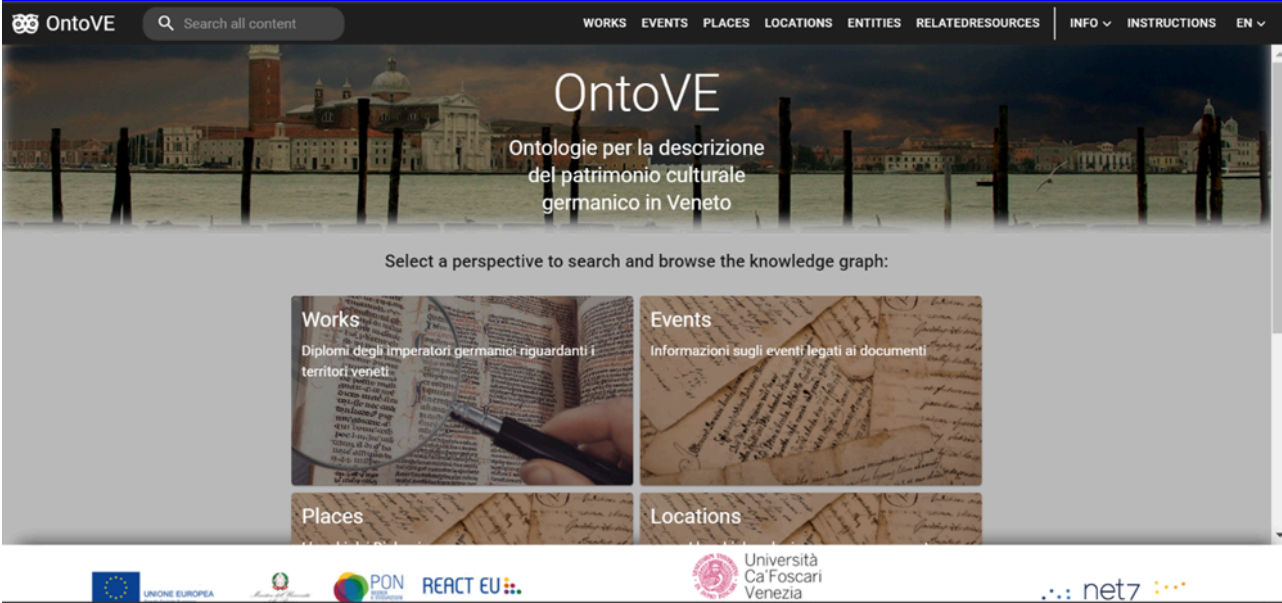 OntoVE
Search all content
WORKS EVENTS PLACES LOCATIONS ENTITIES RELATEDRESOURCES INFO INSTRUCTIONS EN
OntoVE
Ontologie per la descrizione
del patrimonio culturale
germanico in Veneto
Select a perspective to search and browse the knowledge graph:
Works
Diplomi degli imperatori germanici riguardanti i
territori veneti
Events
Informazioni sugli eventi legati ai documenti
Places
Locations
UNIONE EUROPEA
PON
REACT EU
Università
Ca'Foscari
Venezia
net7